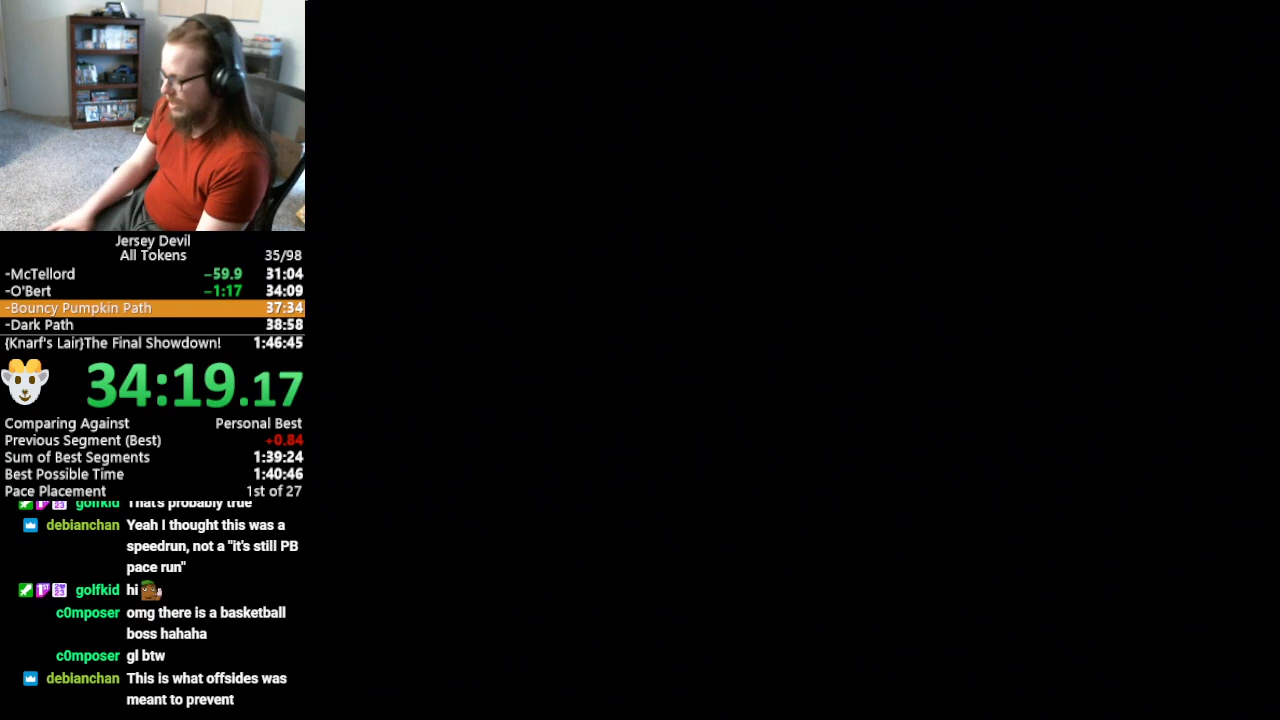 Jersey Devil
All Tokens 35/98
-McTellord −59.9 31:04
-O'Bert −1:17 34:09
-Bouncy Pumpkin Path 37:34
-Dark Path 38:58
{Knarf's Lair}The Final Showdown! 1:46:45
34:19.17
Comparing Against Personal Best
Previous Segment (Best) +0.84
Sum of Best Segments 1:39:24
Best Possible Time 1:40:46
Pace Placement 1st of 27
golfkid That's probably true
debianchan Yeah I thought this was a
speedrun, not a "it's still PB
pace run"
golfkid hi
c0mposer omg there is a basketball
boss hahaha
c0mposer gl btw
debianchan This is what offsides was
meant to prevent